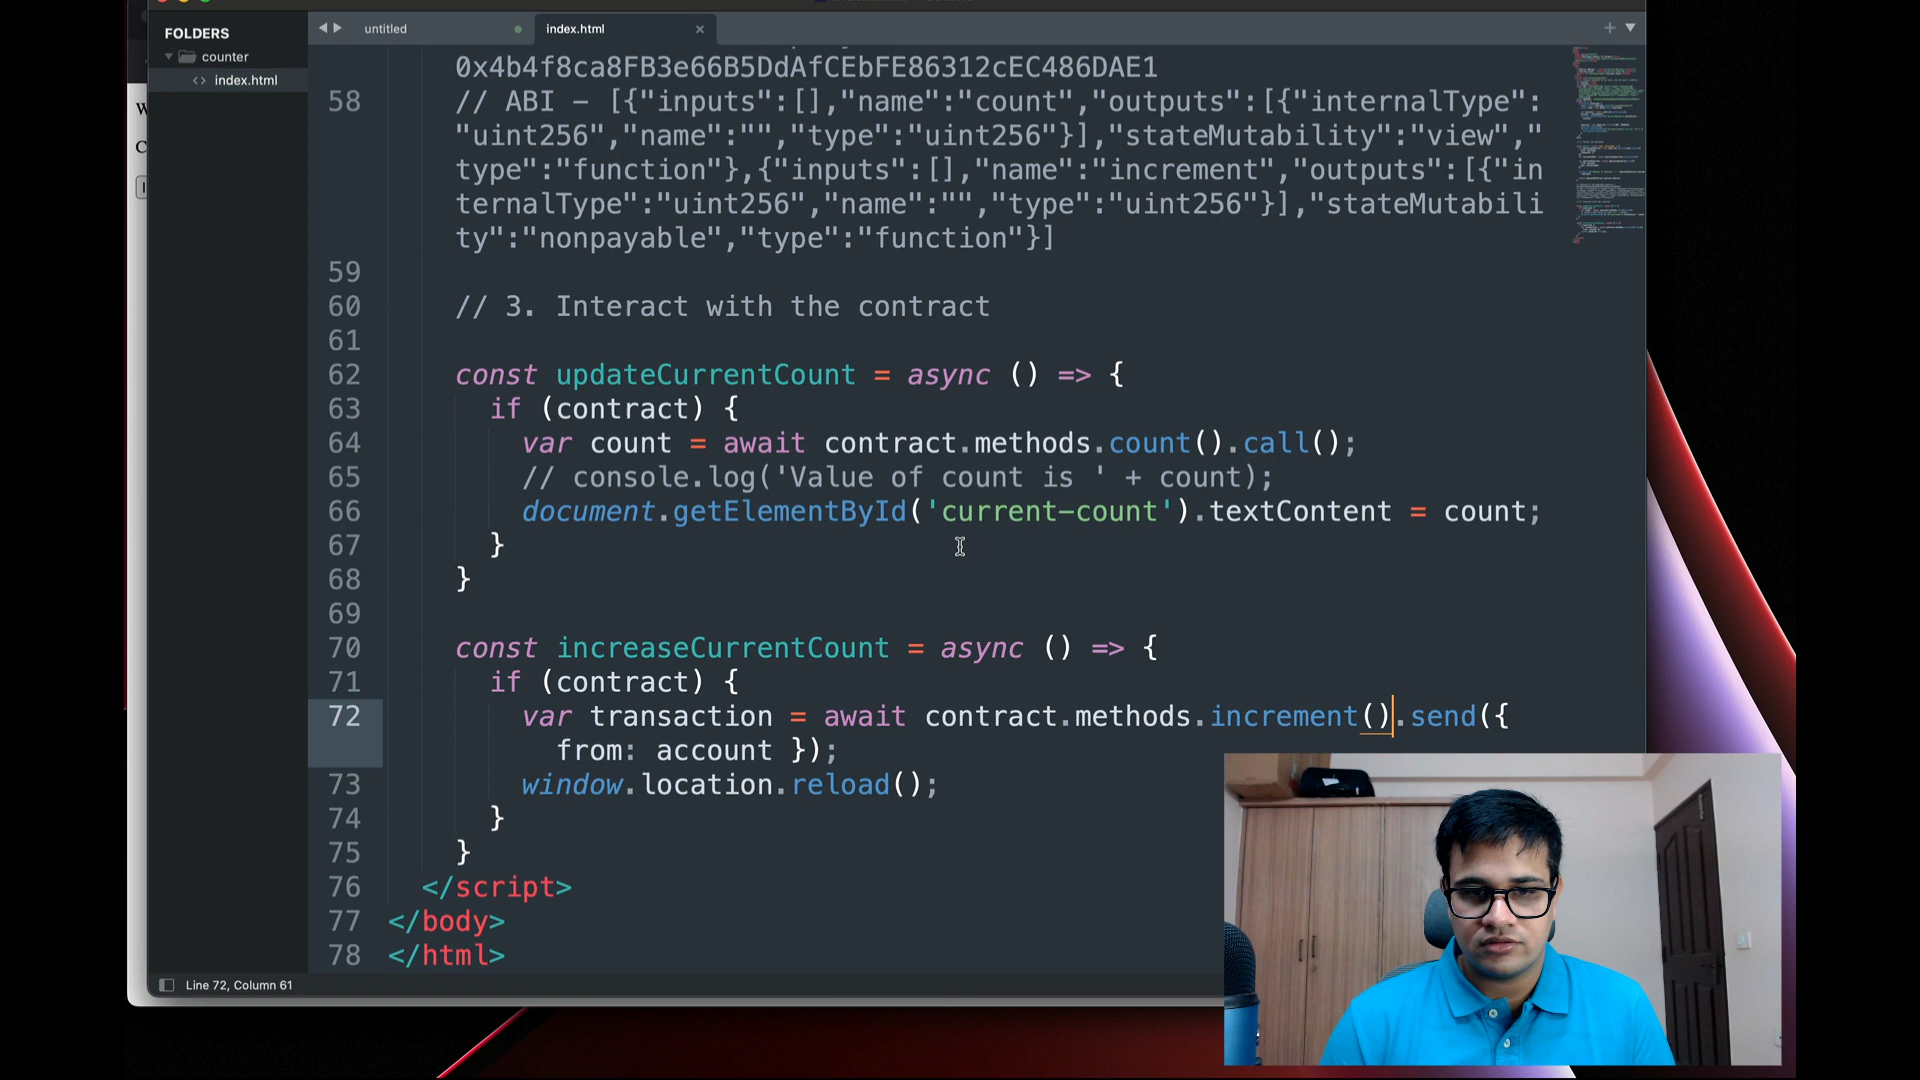 FOLDERS
counter
index.html
untitled
index.html
0x4b4f8ca8FB3e66B5DdAfCEbFE86312cEC486DAE1
58 // ABI – [{"inputs":[],"name":"count","outputs":[{"internalType":
"uint256","name":"","type":"uint256"}],"stateMutability":"view","
type":"function"},{"inputs":[],"name":"increment","outputs":[{"in
ternalType":"uint256","name":"","type":"uint256"}],"stateMutabili
ty":"nonpayable","type":"function"}]
59
60 // 3. Interact with the contract
61
62 const updateCurrentCount = async () => {
63 if (contract) {
64 var count = await contract.methods.count().call();
65 // console.log('Value of count is ' + count);
66 document.getElementById('current-count').textContent = count;
67 }
68 }
69
70 const increaseCurrentCount = async () => {
71 if (contract) {
72 var transaction = await contract.methods.increment().send({
from: account });
73 window.location.reload();
74 }
75 }
76 </script>
77 </body>
78 </html>
Line 72, Column 61